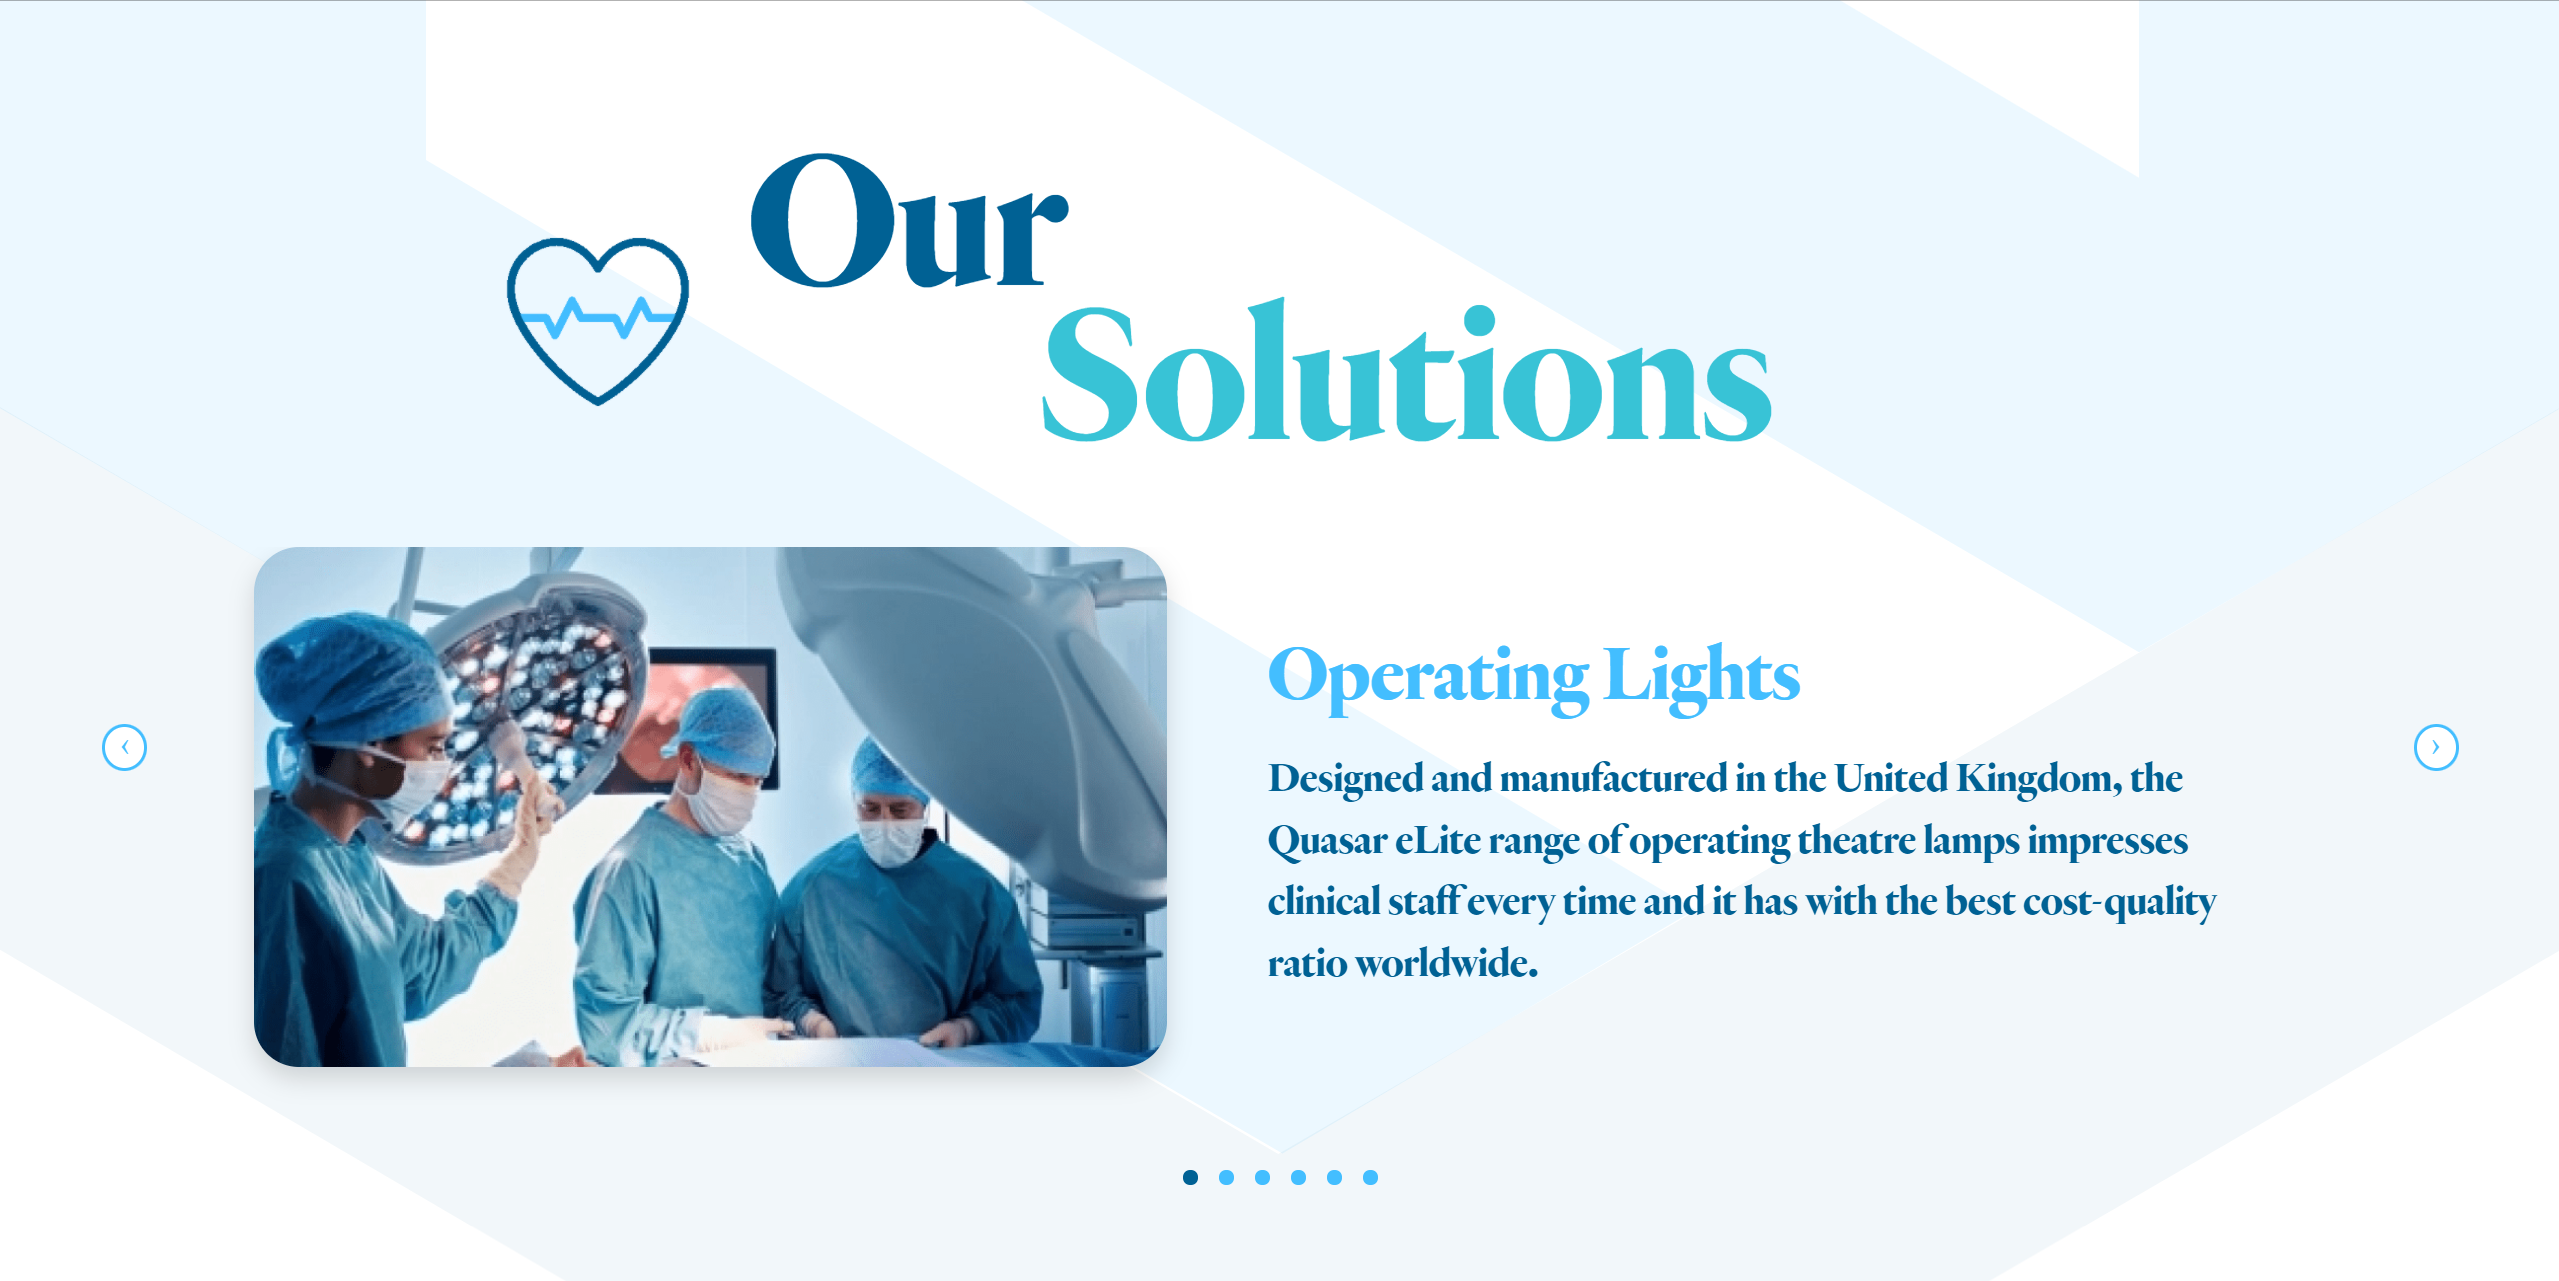 Our
Solutions
Operating Lights
Designed and manufactured in the United Kingdom, the
Quasar eLite range of operating theatre lamps impresses
clinical staff every time and it has with the best cost-quality
ratio worldwide.